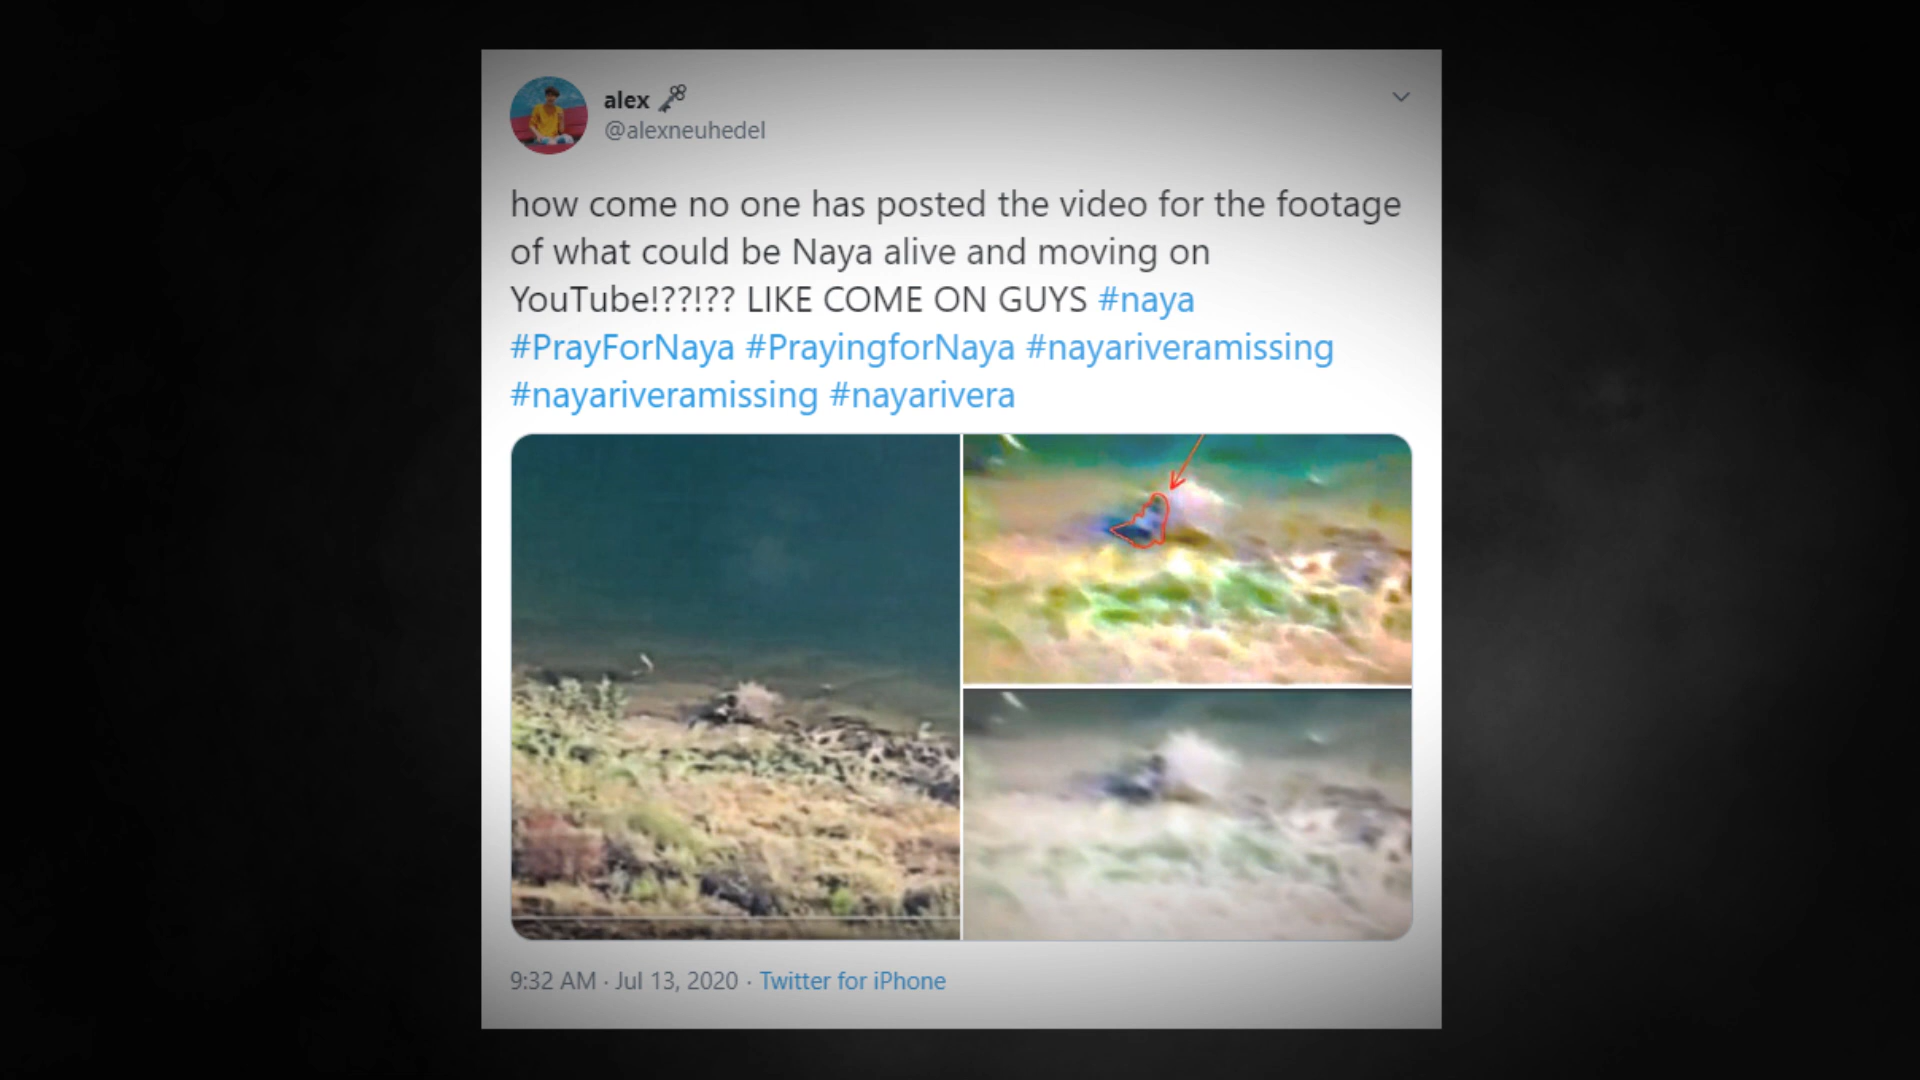 alex
@alexneuhedel
how come no one has posted the video for the footage
of what could be Naya alive and moving on
YouTube!??!?? LIKE COME ON GUYS #naya
#PrayForNaya #PrayingforNaya #nayariveramissing
#nayariveramissing #nayarivera
9:32 AM · Jul 13, 2020 · Twitter for iPhone